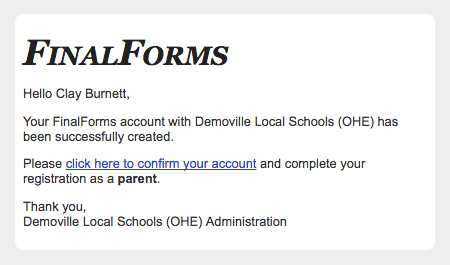 FINALFORMS
Hello Clay Burnett,
Your FinalForms account with Demoville Local Schools (OHE) has
been successfully created.
Please click here to confirm your account and complete your
registration as a parent.
Thank you,
Demoville Local Schools (OHE) Administration